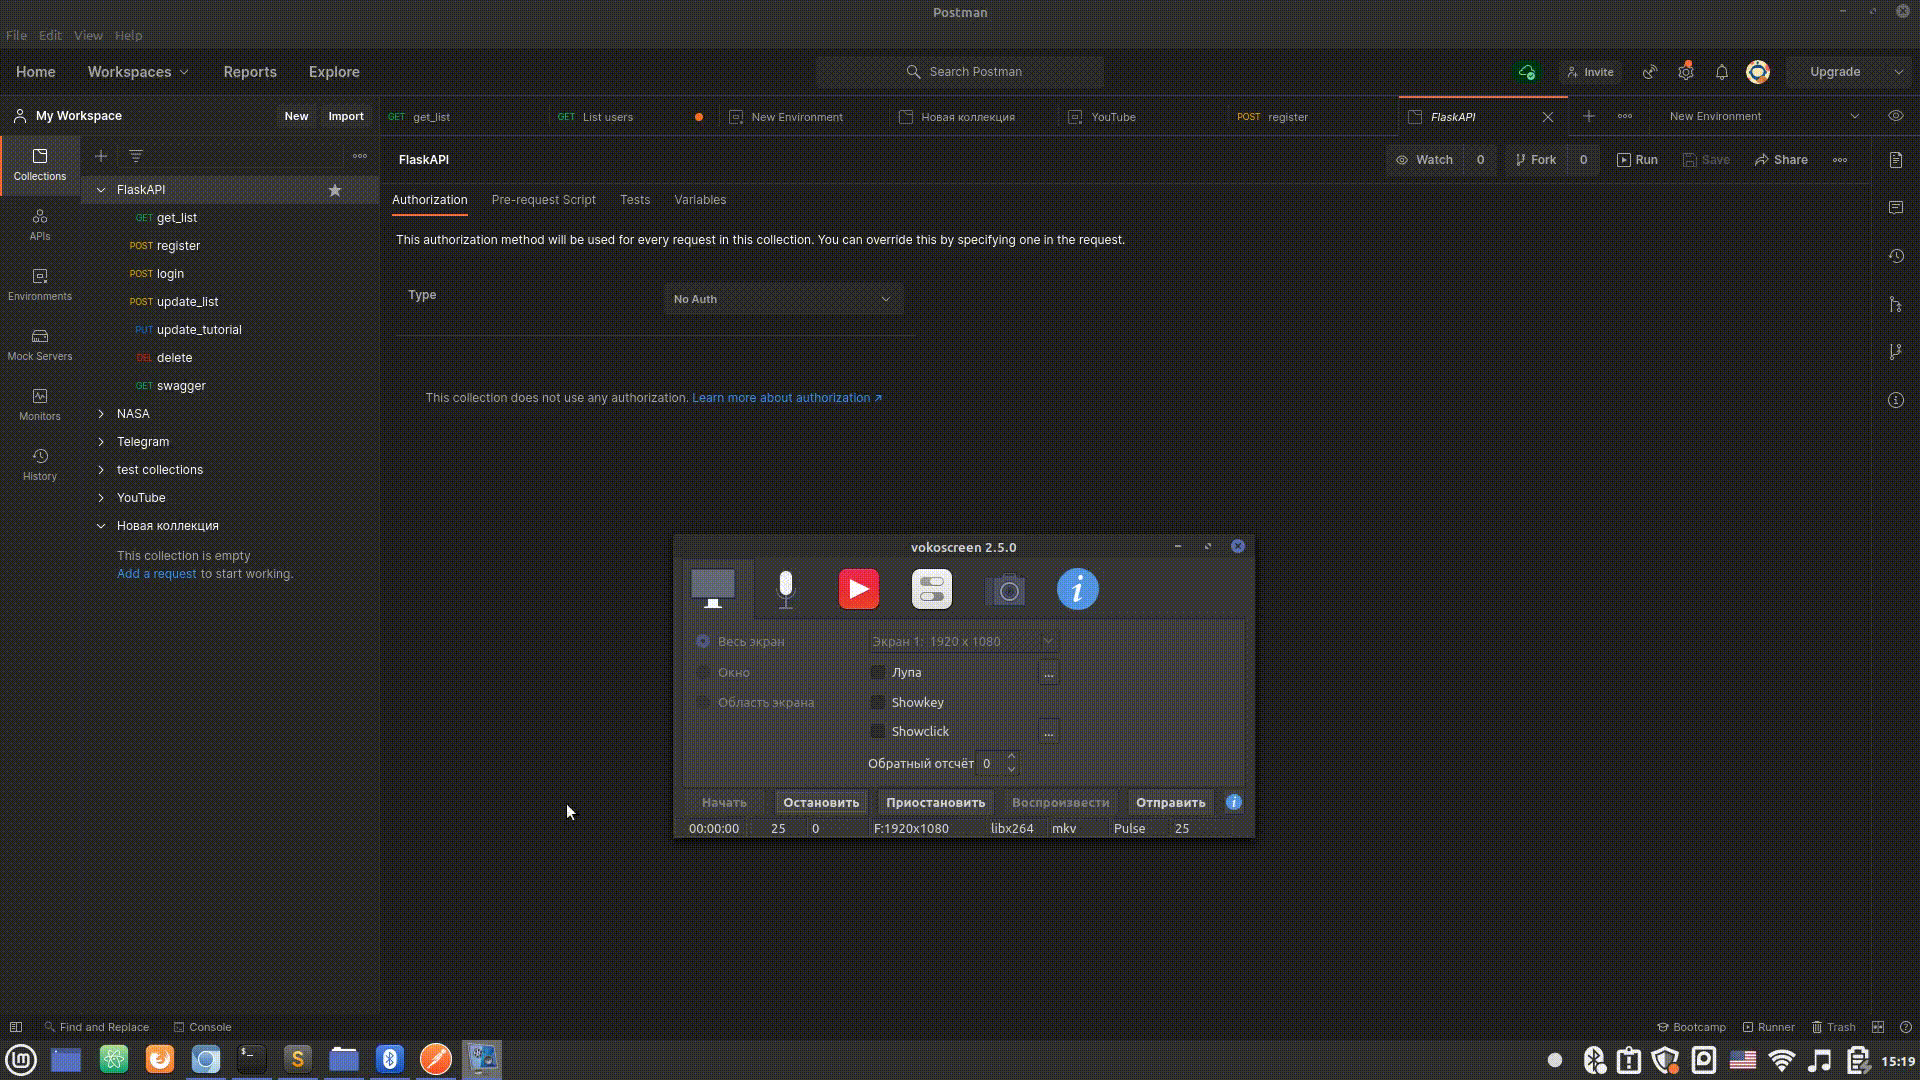 Postman
File Edit View Help
Home Workspaces Reports Explore Search Postman Invite Upgrade
My Workspace New Import
GET get_list GET List users New Environment Новая коллекция YouTube POST register FlaskAPI New Environment
Collections
APIs
Environments
Mock Servers
Monitors
History
FlaskAPI
GET get_list
POST register
POST login
POST update_list
PUT update_tutorial
DEL delete
GET swagger
NASA
Telegram
test collections
YouTube
Новая коллекция
This collection is empty
Add a request to start working.
FlaskAPI Watch 0 Fork 0 Run Save Share
Authorization Pre-request Script Tests Variables
This authorization method will be used for every request in this collection. You can override this by specifying one in the request.
Type No Auth
This collection does not use any authorization. Learn more about authorization ↗
vokoscreen 2.5.0
Весь экран Экран 1: 1920 x 1080
Окно Лупа ...
Область экрана Showkey
Showclick ...
Обратный отсчёт 0
Начать Остановить Приостановить Воспроизвести Отправить
00:00:00 25 0 F:1920x1080 libx264 mkv Pulse 25
Find and Replace Console Bootcamp Runner Trash
15:19